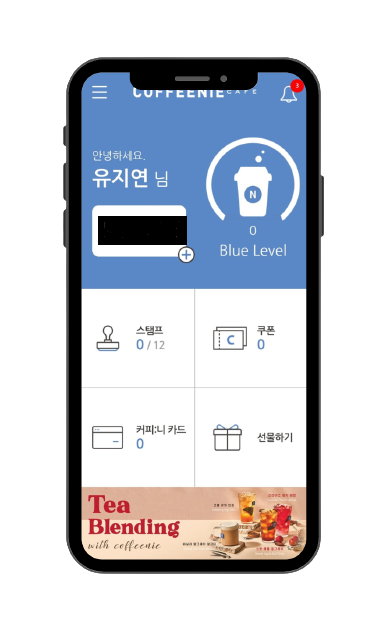 COFFEENIE CAFE
3
안녕하세요.
유지연 님
N
0
Blue Level
스탬프
0 / 12
C
쿠폰
0
커피:니 카드
0
선물하기
Tea
Blending
with coffeenie